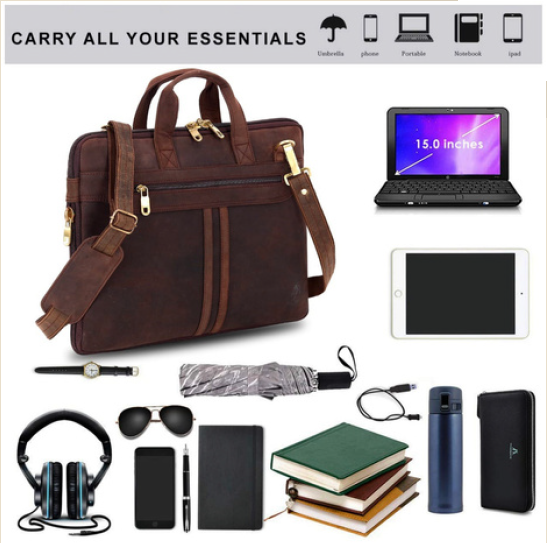 CARRY ALL YOUR ESSENTIALS
Umbrella phone Portable Notebook ipad
15.0 inches